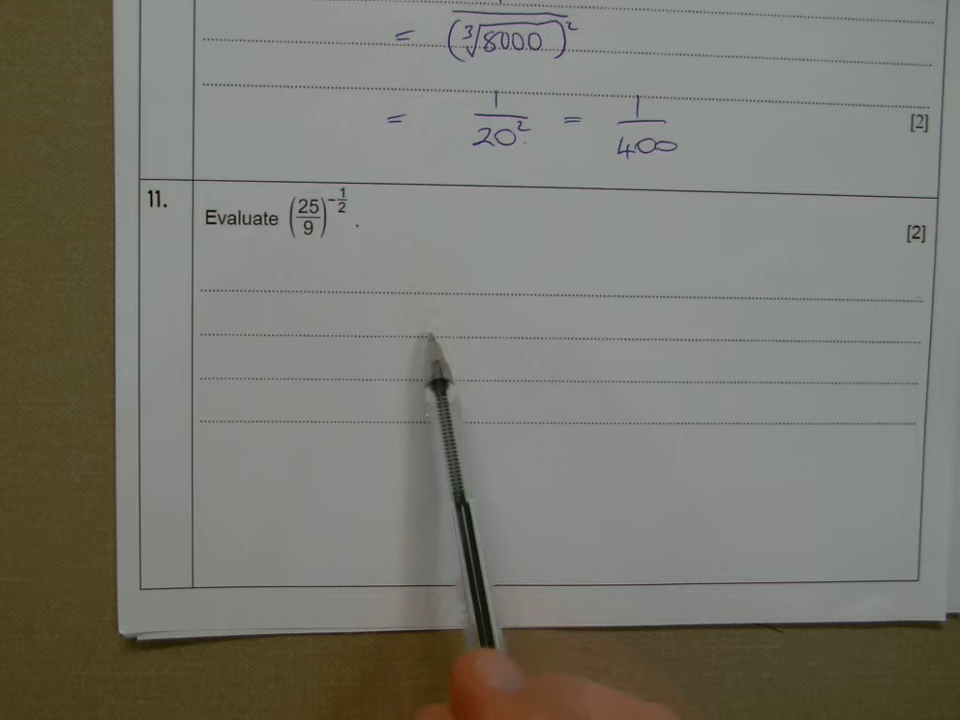 = (∛8000)²
= 1/20² = 1/400
[2]
11.
Evaluate (25/9)^(-1/2) .
[2]